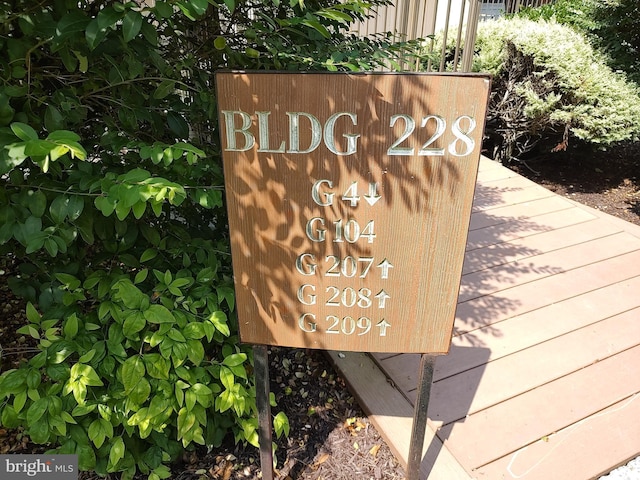 BLDG 228
G 4↓
G 104
G 207↑
G 208↑
G 209↑
bright MLS